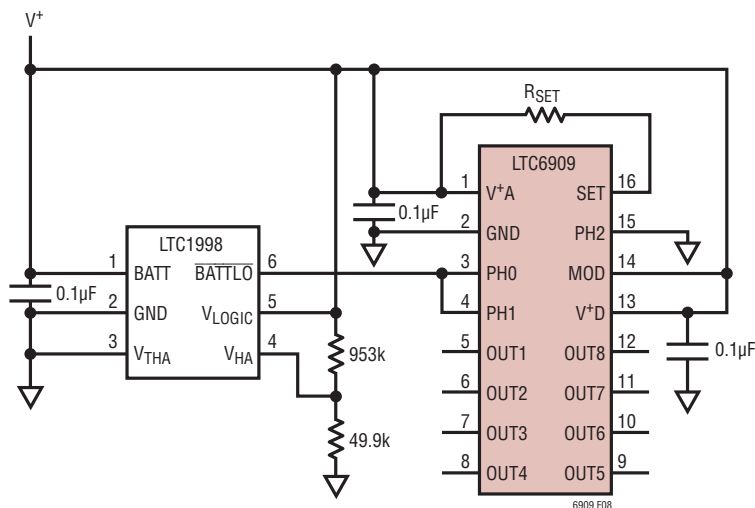 V+
RSET
LTC6909
1 V+A SET 16
0.1µF
2 GND PH2 15
LTC1998
1 BATT BATTLO 6
3 PH0 MOD 14
0.1µF
2 GND VLOGIC 5
4 PH1 V+D 13
3 VTHA VHA 4
953k
5 OUT1 OUT8 12
0.1µF
6 OUT2 OUT7 11
49.9k
7 OUT3 OUT6 10
8 OUT4 OUT5 9
6909 F08